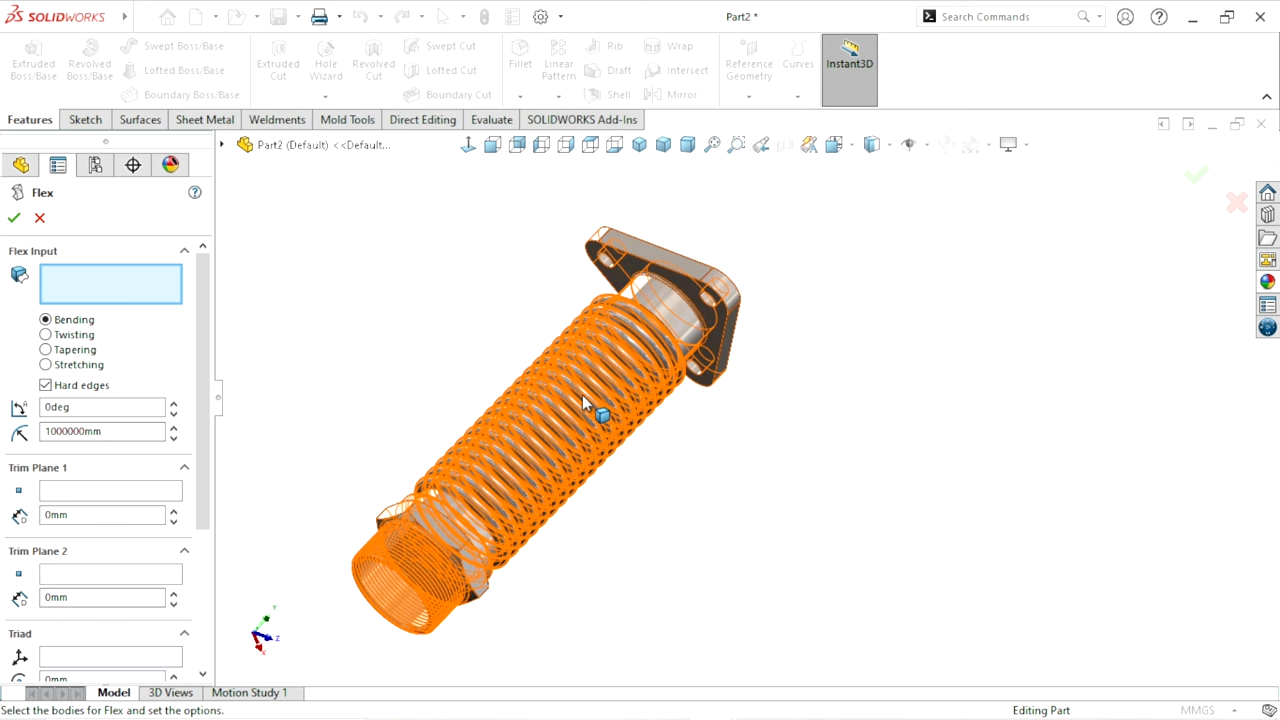 SOLIDWORKS
Part2 *
Search Commands
Extruded Boss/Base
Revolved Boss/Base
Swept Boss/Base
Lofted Boss/Base
Boundary Boss/Base
Extruded Cut
Hole Wizard
Revolved Cut
Swept Cut
Lofted Cut
Boundary Cut
Fillet
Linear Pattern
Rib
Draft
Shell
Wrap
Intersect
Mirror
Reference Geometry
Curves
Instant3D
Features
Sketch
Surfaces
Sheet Metal
Weldments
Mold Tools
Direct Editing
Evaluate
SOLIDWORKS Add-Ins
Part2 (Default) <<Default...
Flex
Flex Input
Bending
Twisting
Tapering
Stretching
Hard edges
0deg
1000000mm
Trim Plane 1
0mm
Trim Plane 2
0mm
Triad
0mm
Y
Z
X
Model
3D Views
Motion Study 1
Select the bodies for Flex and set the options.
Editing Part
MMGS